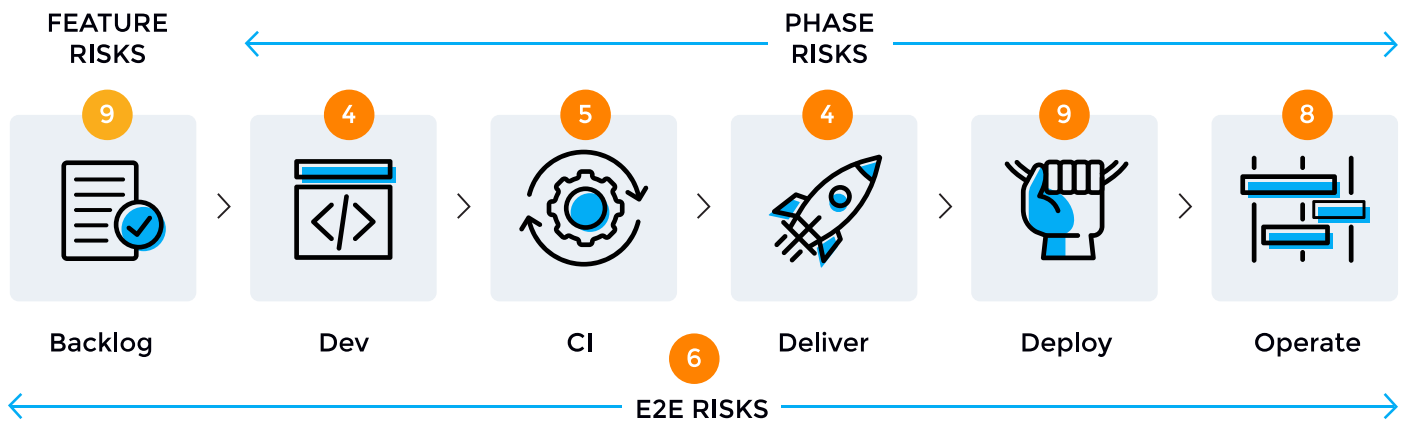 FEATURE
RISKS
PHASE
RISKS
9
4
5
4
9
8
</>
Backlog
Dev
CI
Deliver
Deploy
Operate
6
E2E RISKS